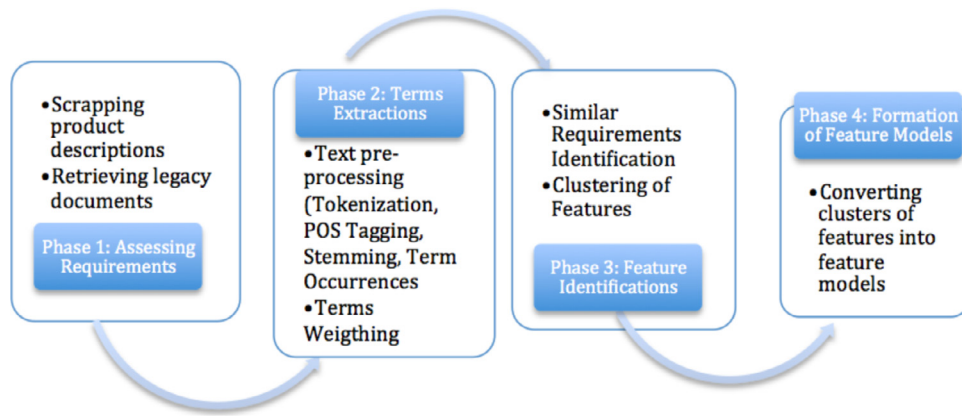 •Scrapping
product
descriptions
•Retrieving legacy
documents
Phase 1: Assessing
Requirements
Phase 2: Terms
Extractions
•Text pre-
processing
(Tokenization,
POS Tagging,
Stemming, Term
Occurrences
•Terms
Weigthing
•Similar
Requirements
Identification
•Clustering of
Features
Phase 3: Feature
Identifications
Phase 4: Formation
of Feature Models
•Converting
clusters of
features into
feature
models